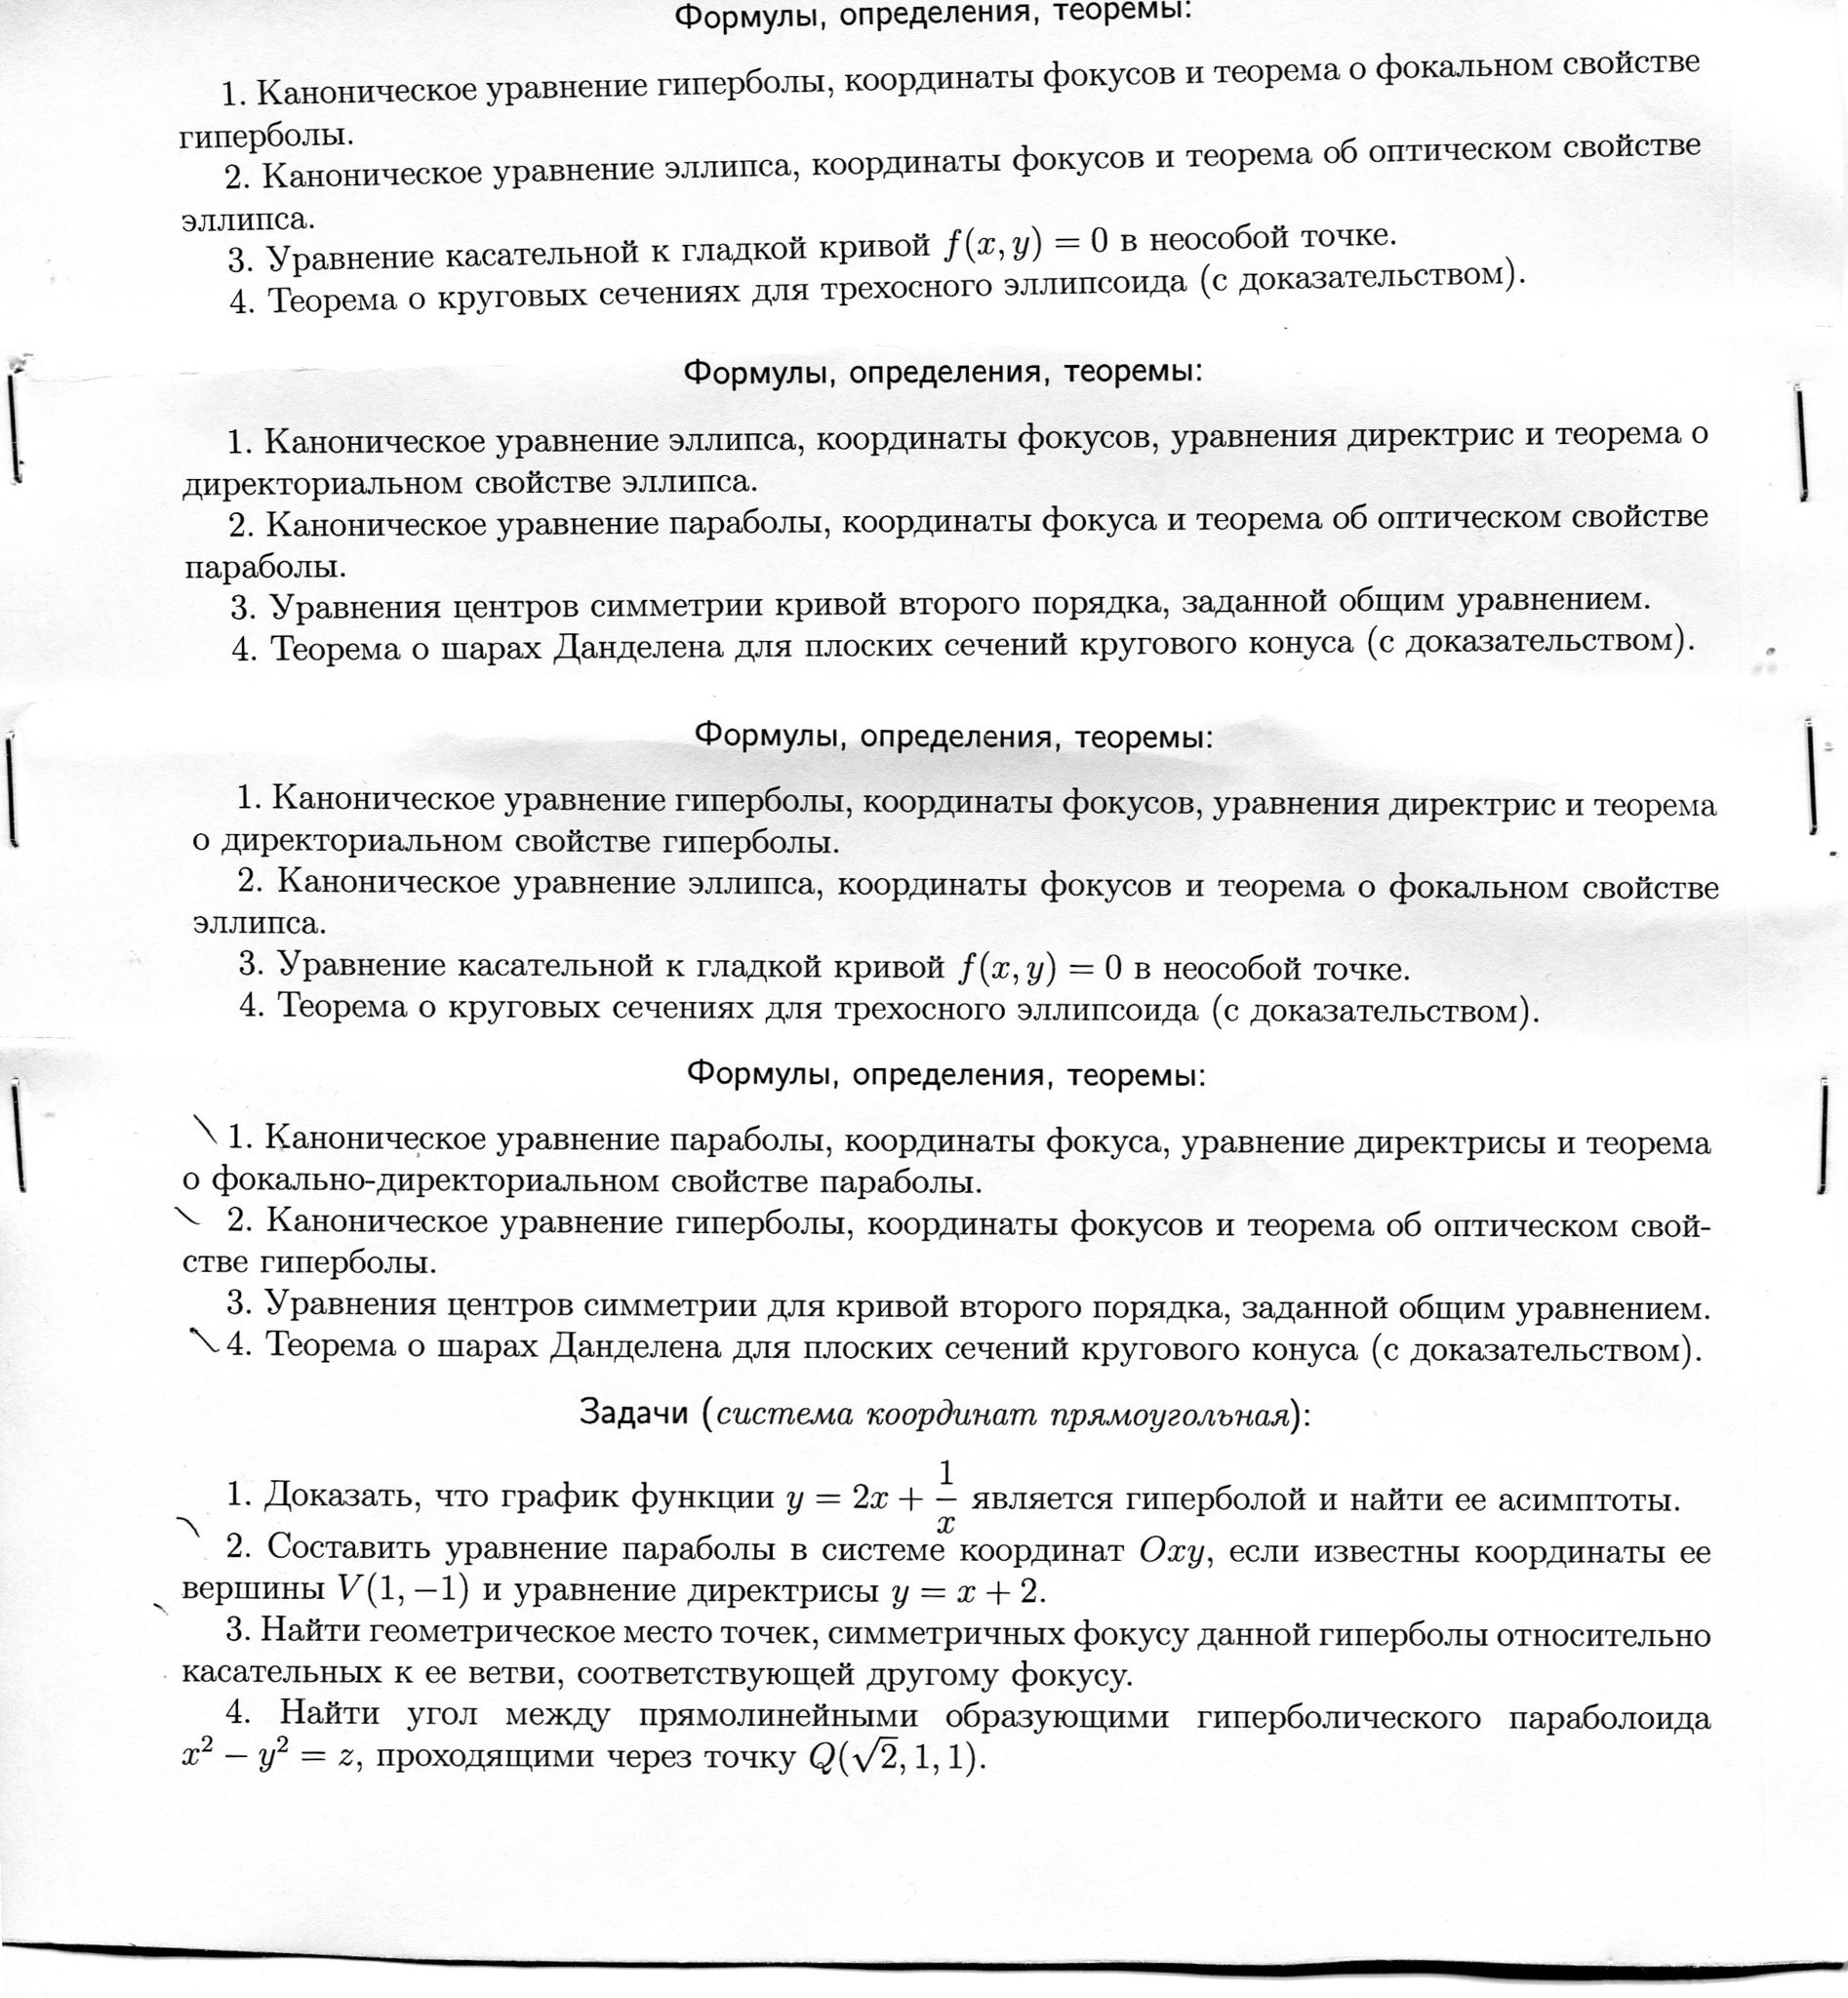 Формулы, определения, теоремы:
1. Каноническое уравнение гиперболы, координаты фокусов и теорема о фокальном свойстве
гиперболы.
2. Каноническое уравнение эллипса, координаты фокусов и теорема об оптическом свойстве
эллипса.
3. Уравнение касательной к гладкой кривой f(x, y) = 0 в неособой точке.
4. Теорема о круговых сечениях для трехосного эллипсоида (с доказательством).
Формулы, определения, теоремы:
1. Каноническое уравнение эллипса, координаты фокусов, уравнения директрис и теорема о
директориальном свойстве эллипса.
2. Каноническое уравнение параболы, координаты фокуса и теорема об оптическом свойстве
параболы.
3. Уравнения центров симметрии кривой второго порядка, заданной общим уравнением.
4. Теорема о шарах Данделена для плоских сечений кругового конуса (с доказательством).
Формулы, определения, теоремы:
1. Каноническое уравнение гиперболы, координаты фокусов, уравнения директрис и теорема
о директориальном свойстве гиперболы.
2. Каноническое уравнение эллипса, координаты фокусов и теорема о фокальном свойстве
эллипса.
3. Уравнение касательной к гладкой кривой f(x, y) = 0 в неособой точке.
4. Теорема о круговых сечениях для трехосного эллипсоида (с доказательством).
Формулы, определения, теоремы:
1. Каноническое уравнение параболы, координаты фокуса, уравнение директрисы и теорема
о фокально-директориальном свойстве параболы.
2. Каноническое уравнение гиперболы, координаты фокусов и теорема об оптическом свой-
стве гиперболы.
3. Уравнения центров симметрии для кривой второго порядка, заданной общим уравнением.
4. Теорема о шарах Данделена для плоских сечений кругового конуса (с доказательством).
Задачи (система координат прямоугольная):
1. Доказать, что график функции y = 2x + 1/x является гиперболой и найти ее асимптоты.
2. Составить уравнение параболы в системе координат Oxy, если известны координаты ее
вершины V(1, −1) и уравнение директрисы y = x + 2.
3. Найти геометрическое место точек, симметричных фокусу данной гиперболы относительно
касательных к ее ветви, соответствующей другому фокусу.
4. Найти угол между прямолинейными образующими гиперболического параболоида
x² − y² = z, проходящими через точку Q(√2, 1, 1).